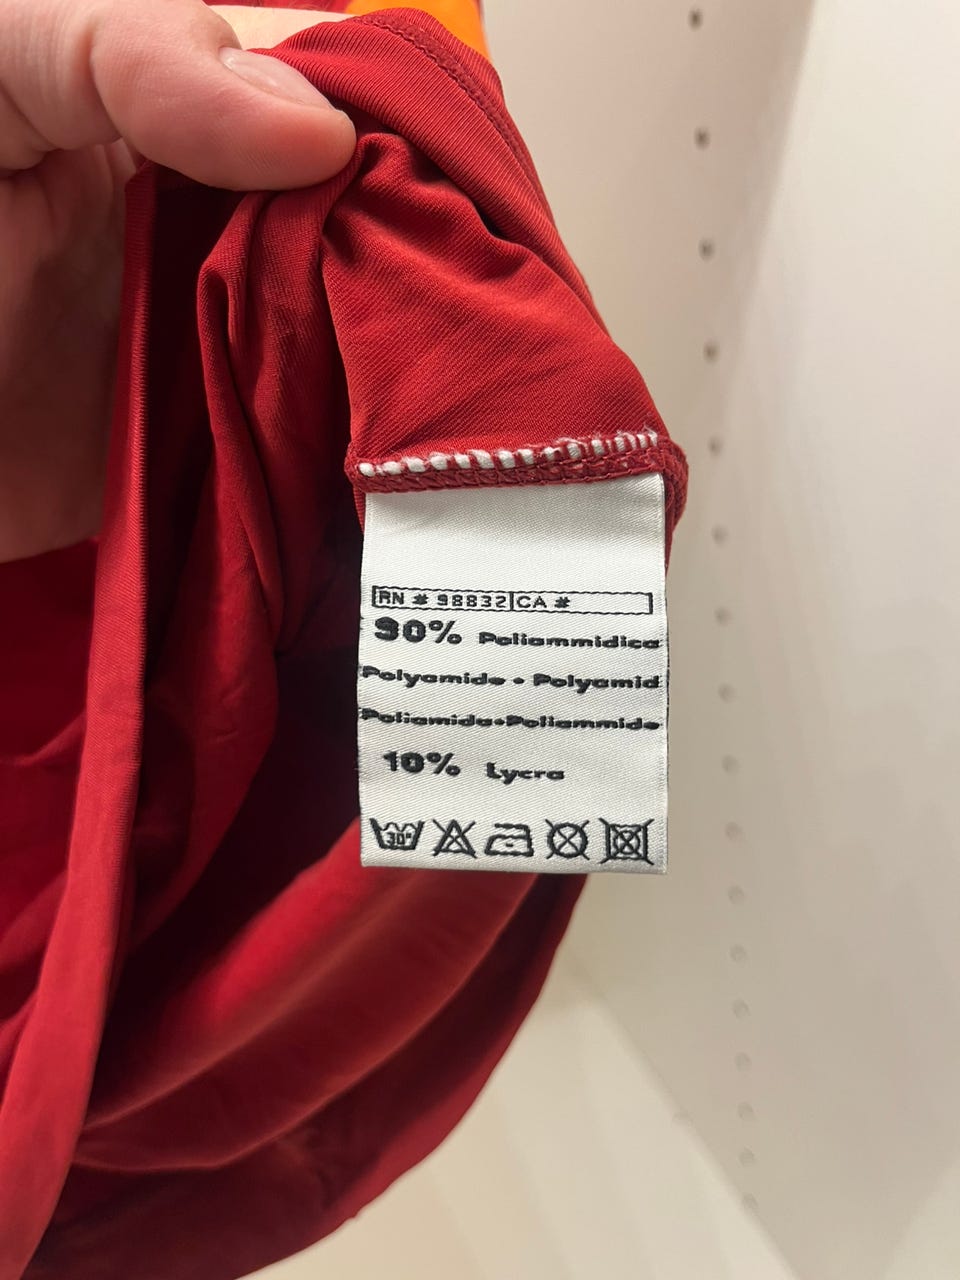 RN # 98832 CA #
90% Poliammidica
Polyamide • Polyamid
Poliamida•Poliammide
10% Lycra
30°